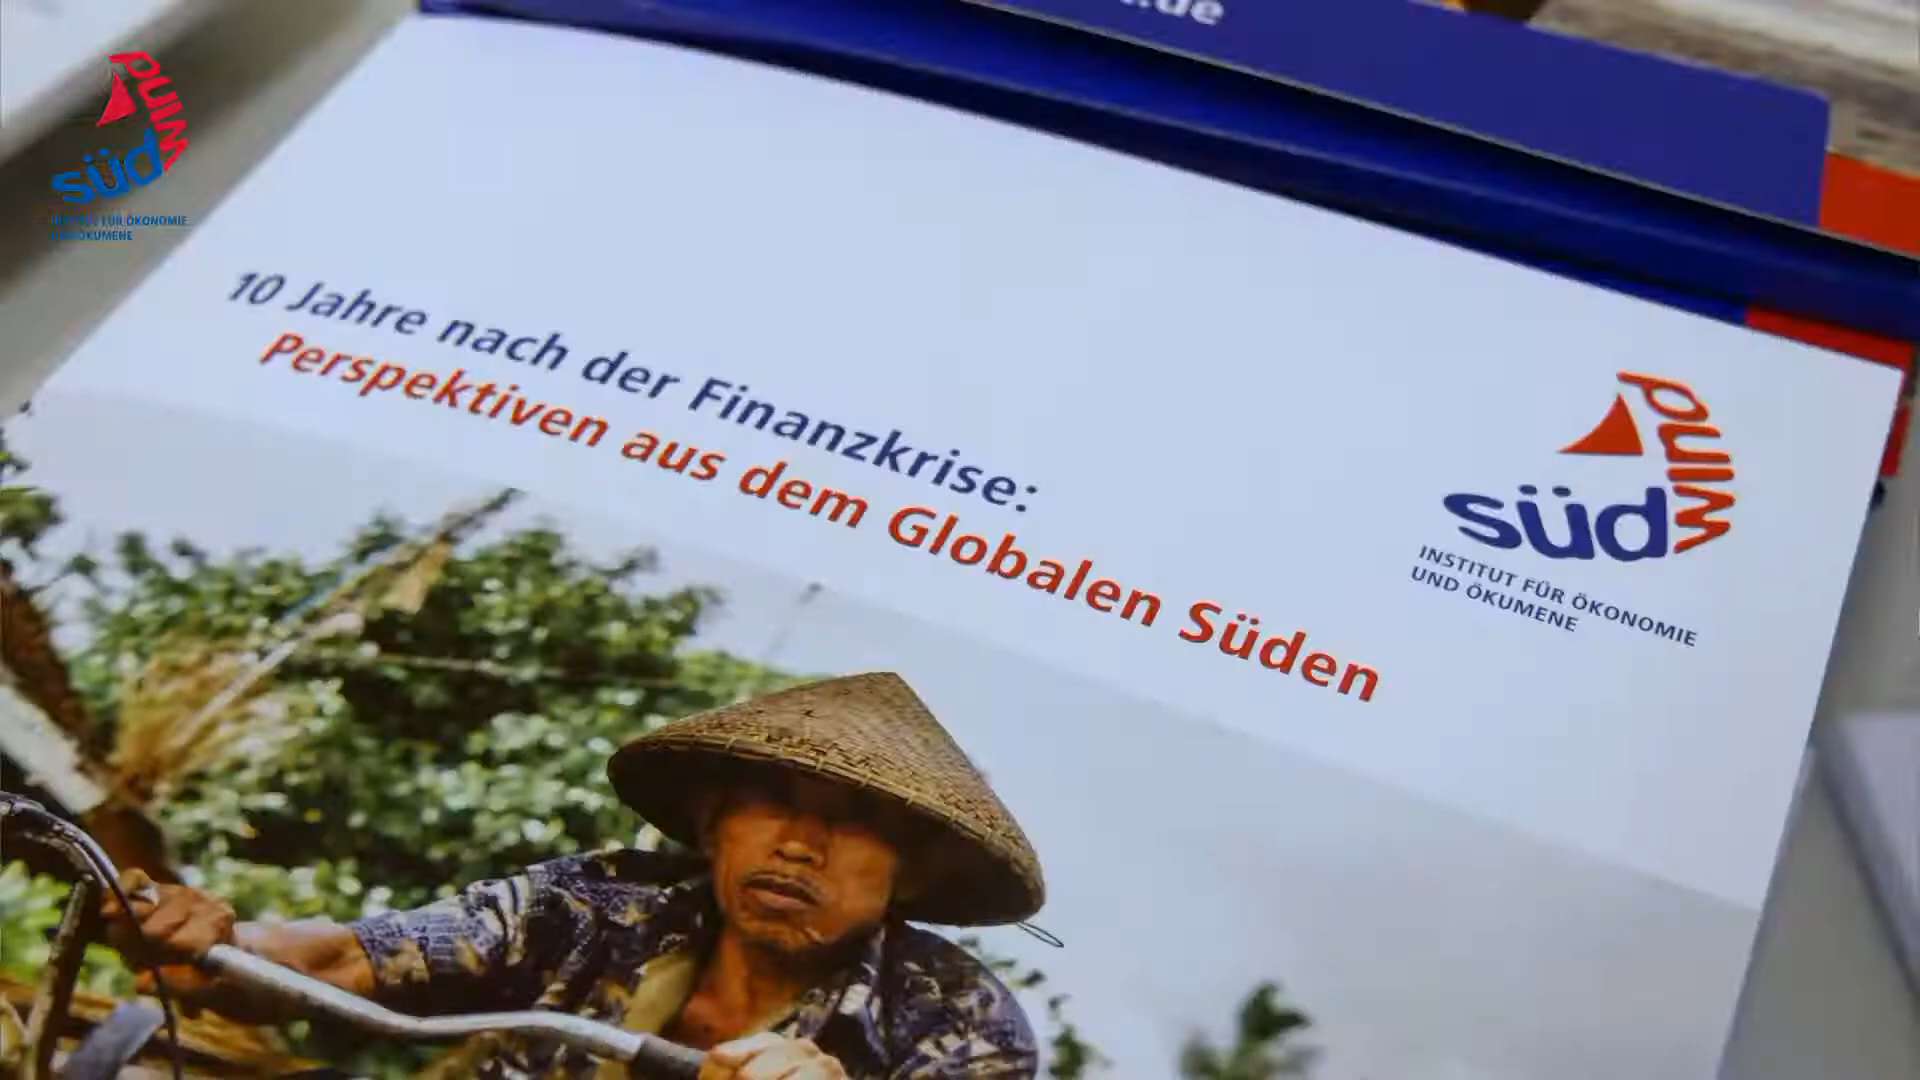 .de
wind
süd
INSTITUT FÜR ÖKONOMIE
UND ÖKUMENE
10 Jahre nach der Finanzkrise:
Perspektiven aus dem Globalen Süden
wind
süd
INSTITUT FÜR ÖKONOMIE
UND ÖKUMENE